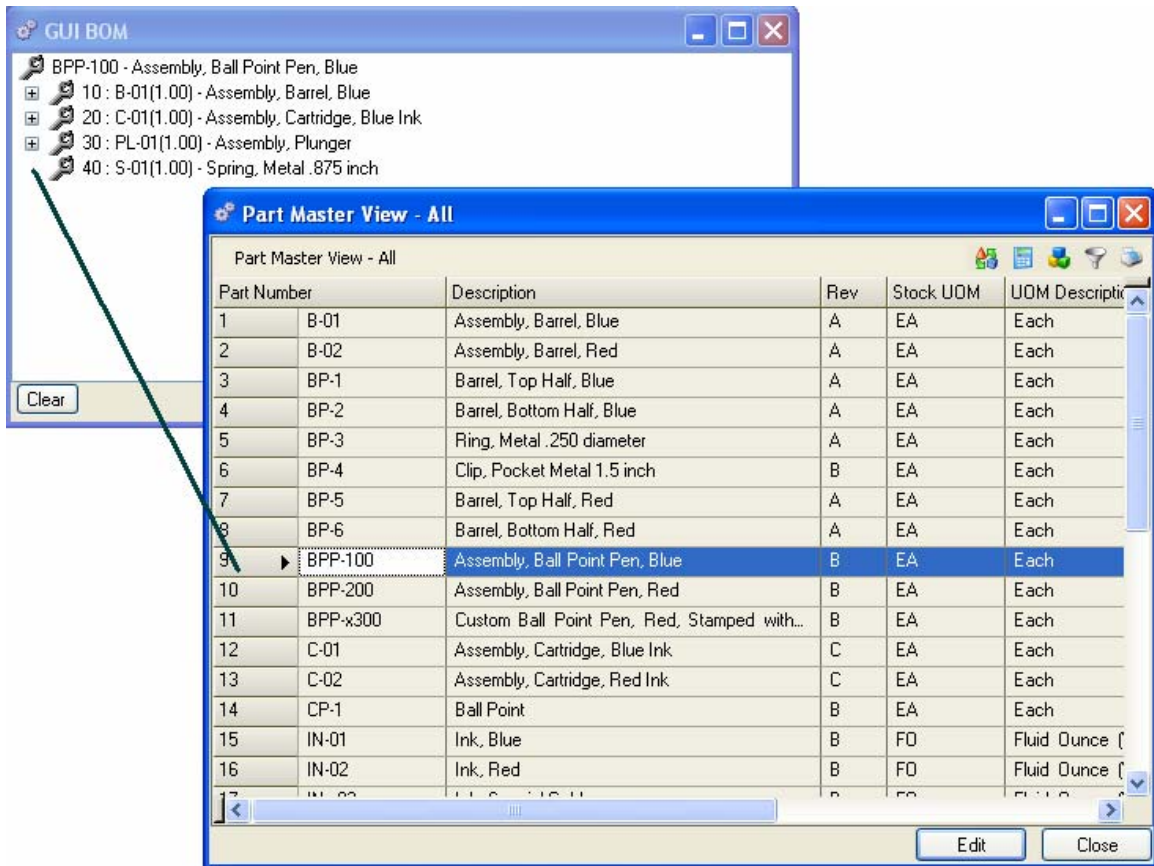 GUI BOM
BPP-100 - Assembly, Ball Point Pen, Blue
10 : B-01(1.00) - Assembly, Barrel, Blue
20 : C-01(1.00) - Assembly, Cartridge, Blue Ink
30 : PL-01(1.00) - Assembly, Plunger
40 : S-01(1.00) - Spring, Metal .875 inch
Clear
Part Master View - All
Part Master View - All
Part Number Description Rev Stock UOM UOM Descriptic
1 B-01 Assembly, Barrel, Blue A EA Each
2 B-02 Assembly, Barrel, Red A EA Each
3 BP-1 Barrel, Top Half, Blue A EA Each
4 BP-2 Barrel, Bottom Half, Blue A EA Each
5 BP-3 Ring, Metal .250 diameter A EA Each
6 BP-4 Clip, Pocket Metal 1.5 inch B EA Each
7 BP-5 Barrel, Top Half, Red A EA Each
8 BP-6 Barrel, Bottom Half, Red A EA Each
9 BPP-100 Assembly, Ball Point Pen, Blue B EA Each
10 BPP-200 Assembly, Ball Point Pen, Red B EA Each
11 BPP-x300 Custom Ball Point Pen, Red, Stamped with... B EA Each
12 C-01 Assembly, Cartridge, Blue Ink C EA Each
13 C-02 Assembly, Cartridge, Red Ink C EA Each
14 CP-1 Ball Point B EA Each
15 IN-01 Ink, Blue B FO Fluid Ounce (
16 IN-02 Ink, Red B FO Fluid Ounce (
Edit Close